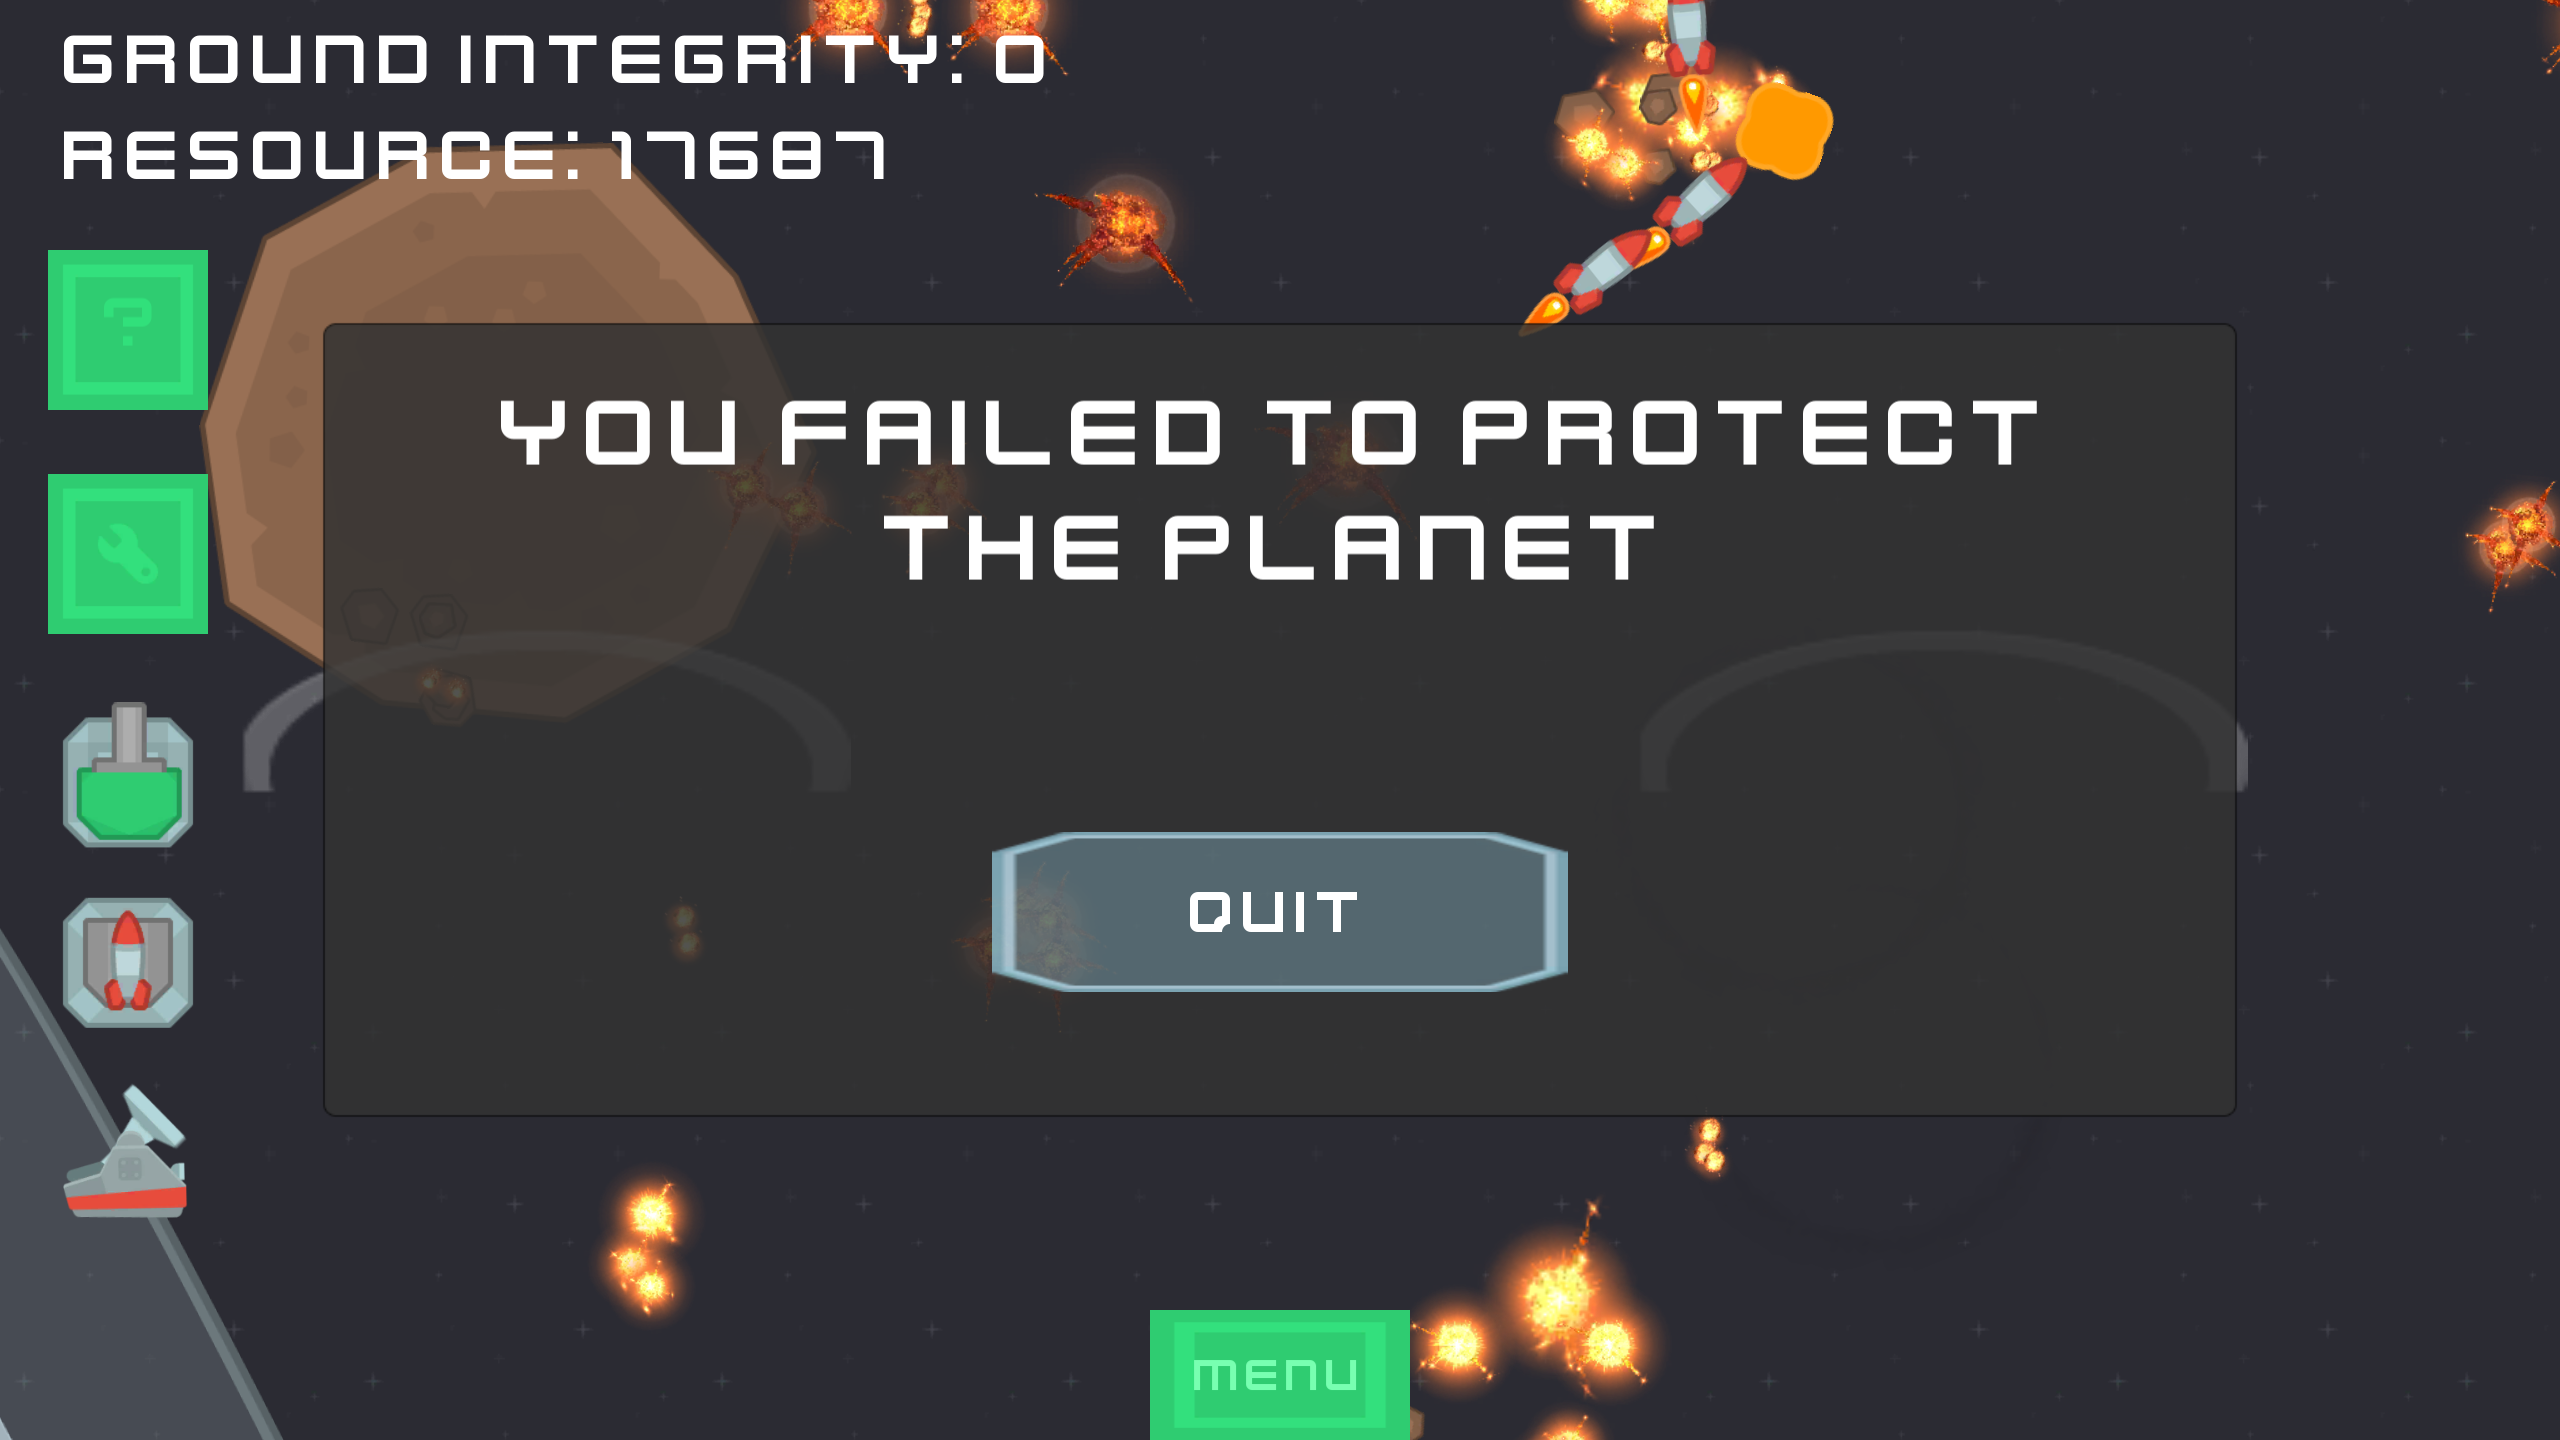 GROUND INTEGRITY: 0
RESOURCE: 17687
?
YOU FAILED TO PROTECT
THE PLANET
QUIT
MENU